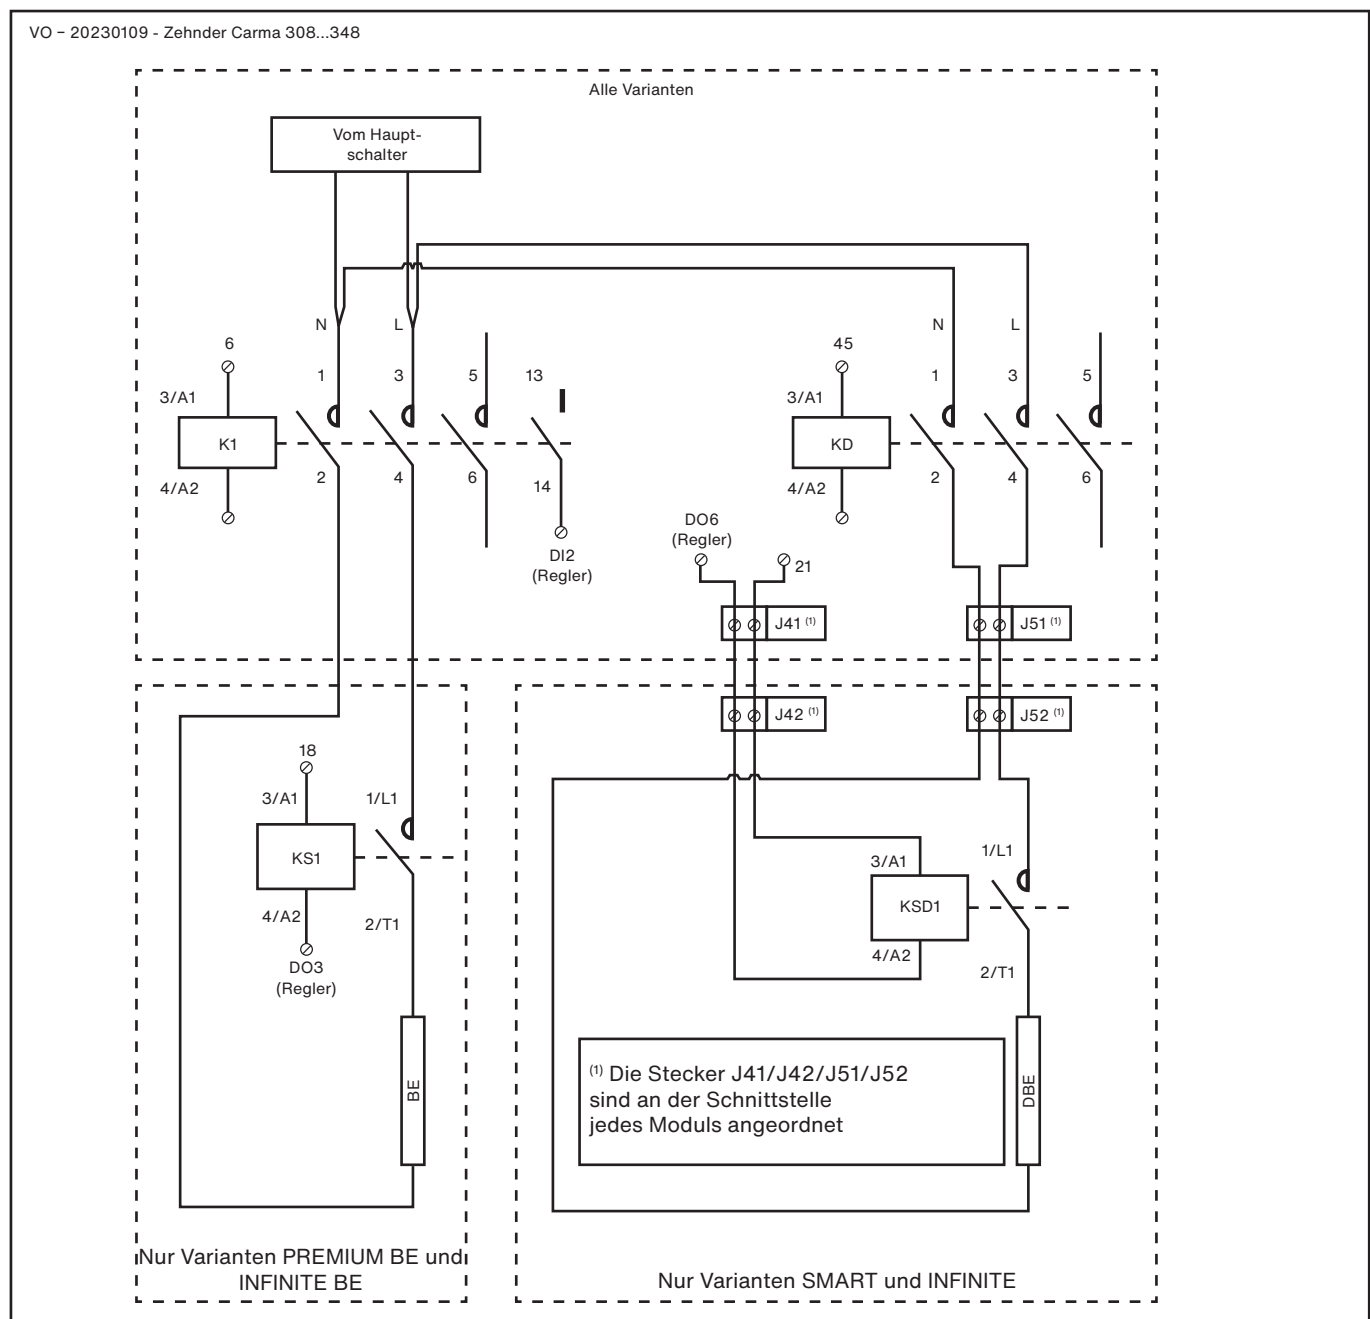 VO – 20230109 - Zehnder Carma 308...348
Alle Varianten
Vom Haupt-
schalter
N
L
N
L
6
1
3
5
13
45
1
3
5
3/A1
3/A1
K1
KD
4/A2
2
4
6
14
4/A2
2
4
6
DI2
(Regler)
DO6
(Regler)
21
J41 (1)
J51 (1)
J42 (1)
J52 (1)
18
3/A1
1/L1
KS1
4/A2
2/T1
DO3
(Regler)
BE
3/A1
1/L1
KSD1
4/A2
2/T1
DBE
(1) Die Stecker J41/J42/J51/J52
sind an der Schnittstelle
jedes Moduls angeordnet
Nur Varianten PREMIUM BE und
INFINITE BE
Nur Varianten SMART und INFINITE